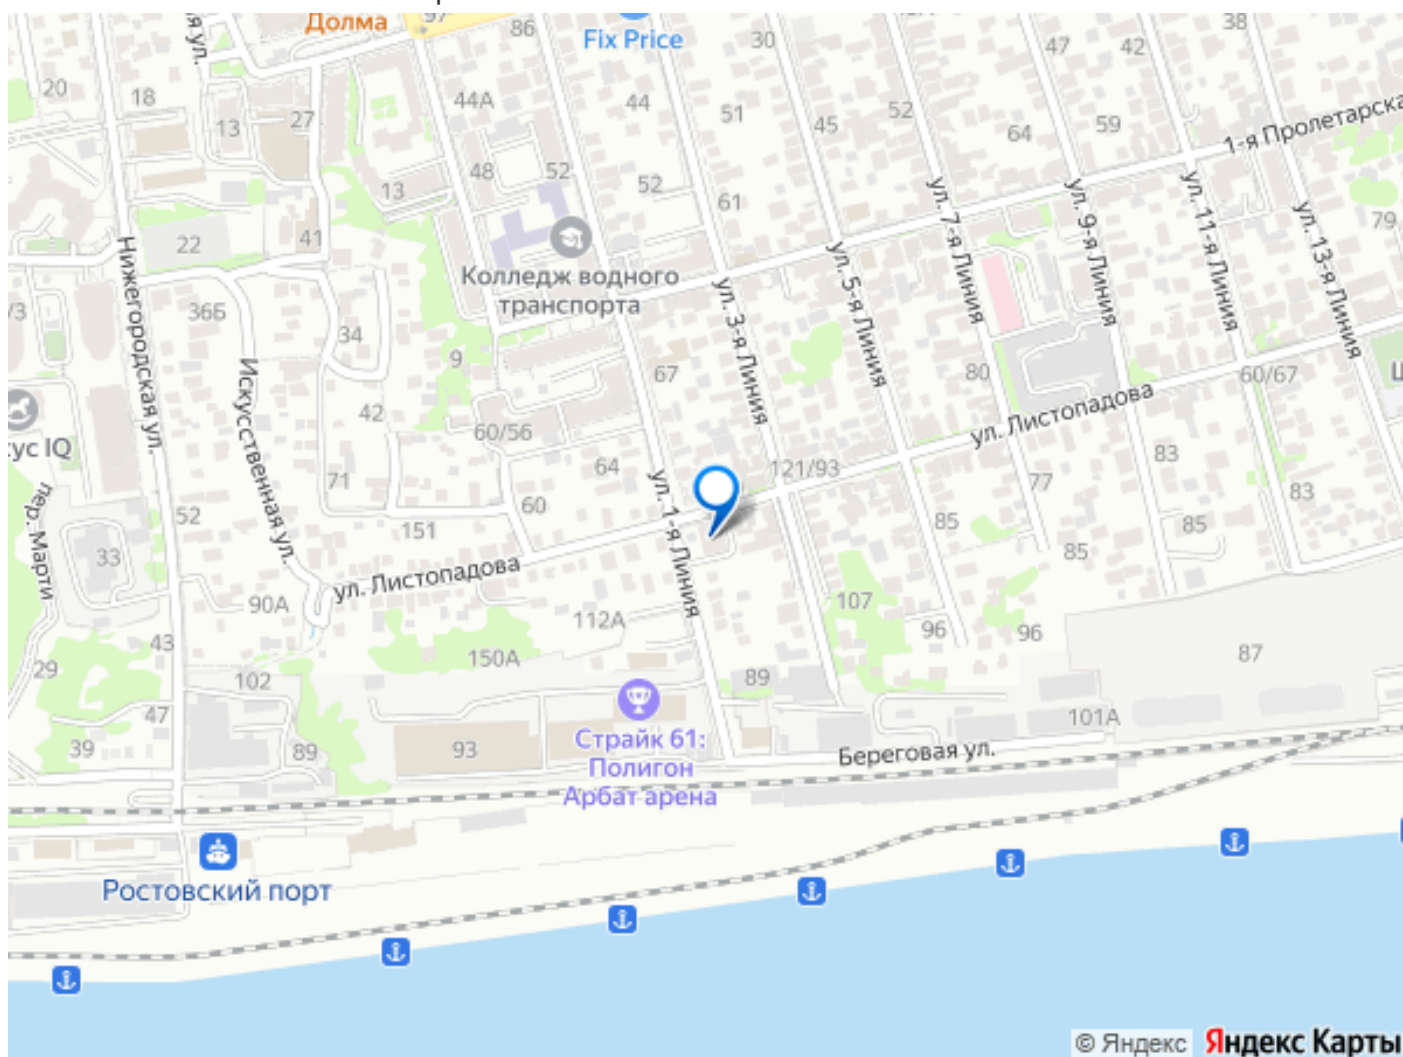 Долма
97
86
Fix Price
30
47
42
38
20
18
13
27
44А
44
51
45
52
64
59
1-я Пролетарска
48
52
52
61
13
79
22
41
Колледж водного
транспорта
ул. 3-я Линия
ул. 5-я Линия
ул. 7-я Линия
ул. 9-я Линия
ул. 11-я Линия
ул. 13-я Линия
/3
36Б
34
9
67
80
60/67
Нижегородская ул.
Искусственная ул.
42
60/56
ул. Листопадова
сус IQ
71
64
60
ул. 1-я Линия
121/93
77
83
83
пер. Марти
52
151
85
85
85
33
ул. Листопадова
90А
112А
107
96
96
29
43
150А
102
89
87
47
39
89
93
Страйк 61:
Полигон
Арбат арена
101А
Береговая ул.
Ростовский порт
© Яндекс Яндекс Карты